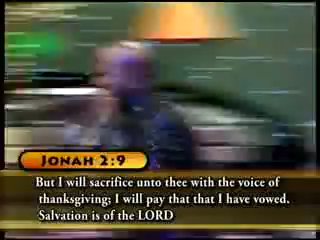 Jonah 2:9
But I will sacrifice unto thee with the voice of
thanksgiving; I will pay that that I have vowed.
Salvation is of the LORD